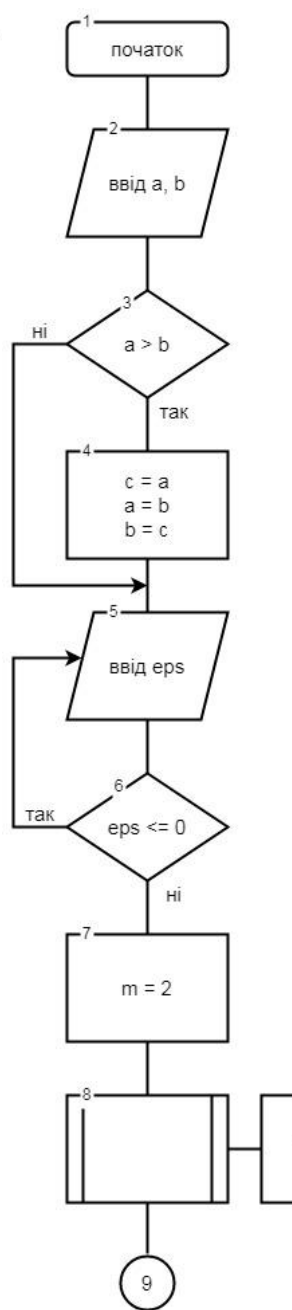 1
початок
2
ввід a, b
3
a > b
ні
так
4
c = a
a = b
b = c
5
ввід eps
6
eps <= 0
так
ні
7
m = 2
8
9